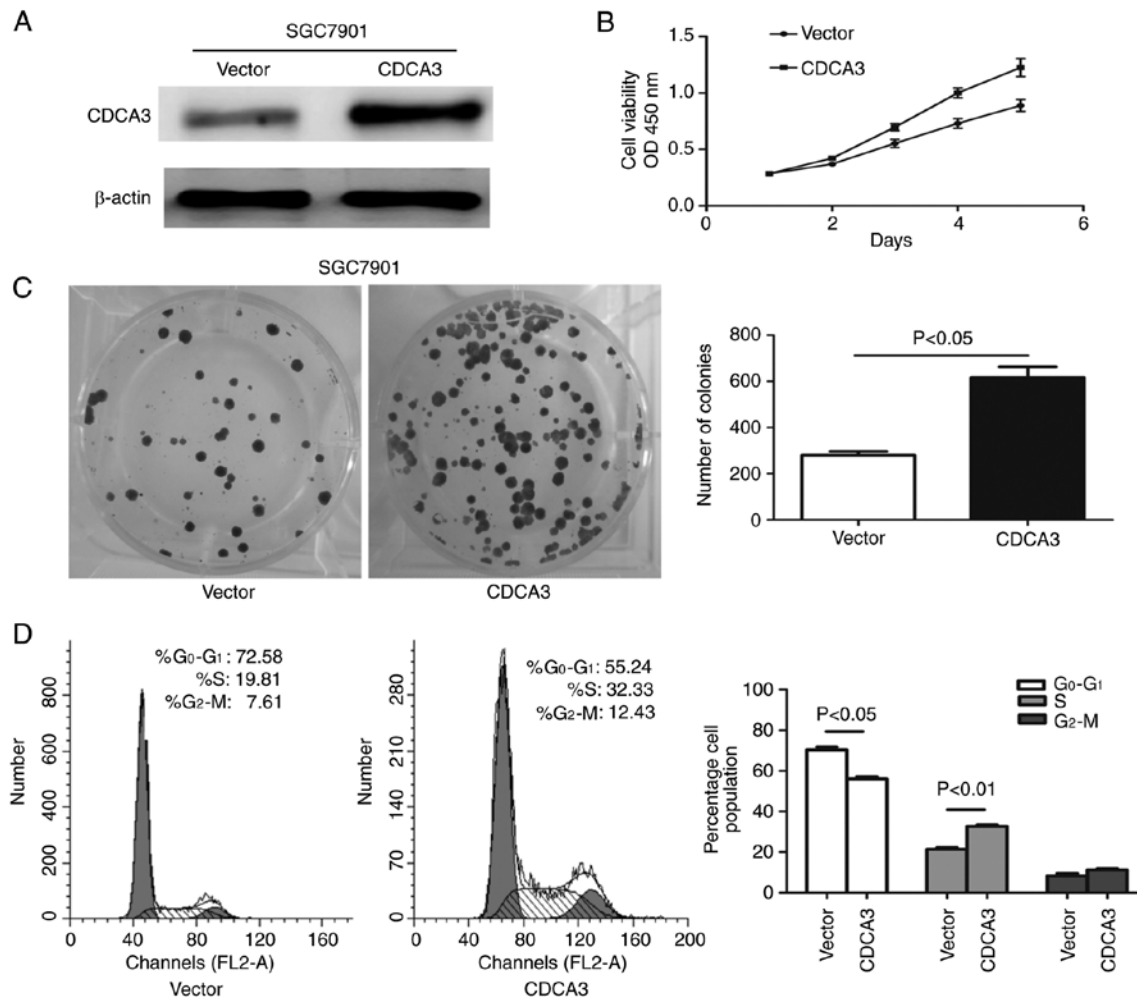 A
SGC7901
Vector CDCA3
CDCA3
β-actin
B
Vector
CDCA3
Cell viability
OD 450 nm
1.5
1.0
0.5
0.0
0 2 4 6
Days
C
SGC7901
Vector
CDCA3
Number of colonies
800
600
400
200
0
P<0.05
Vector CDCA3
D
%G0-G1: 72.58
%S: 19.81
%G2-M: 7.61
Number
800
600
400
200
0
0 40 80 120 160
Channels (FL2-A)
Vector
%G0-G1: 55.24
%S: 32.33
%G2-M: 12.43
Number
280
210
140
70
0
0 40 80 120 160 200
Channels (FL2-A)
CDCA3
Percentage cell
population
100
80
60
40
20
0
G0-G1
S
G2-M
P<0.05
P<0.01
Vector
CDCA3
Vector
CDCA3
Vector
CDCA3